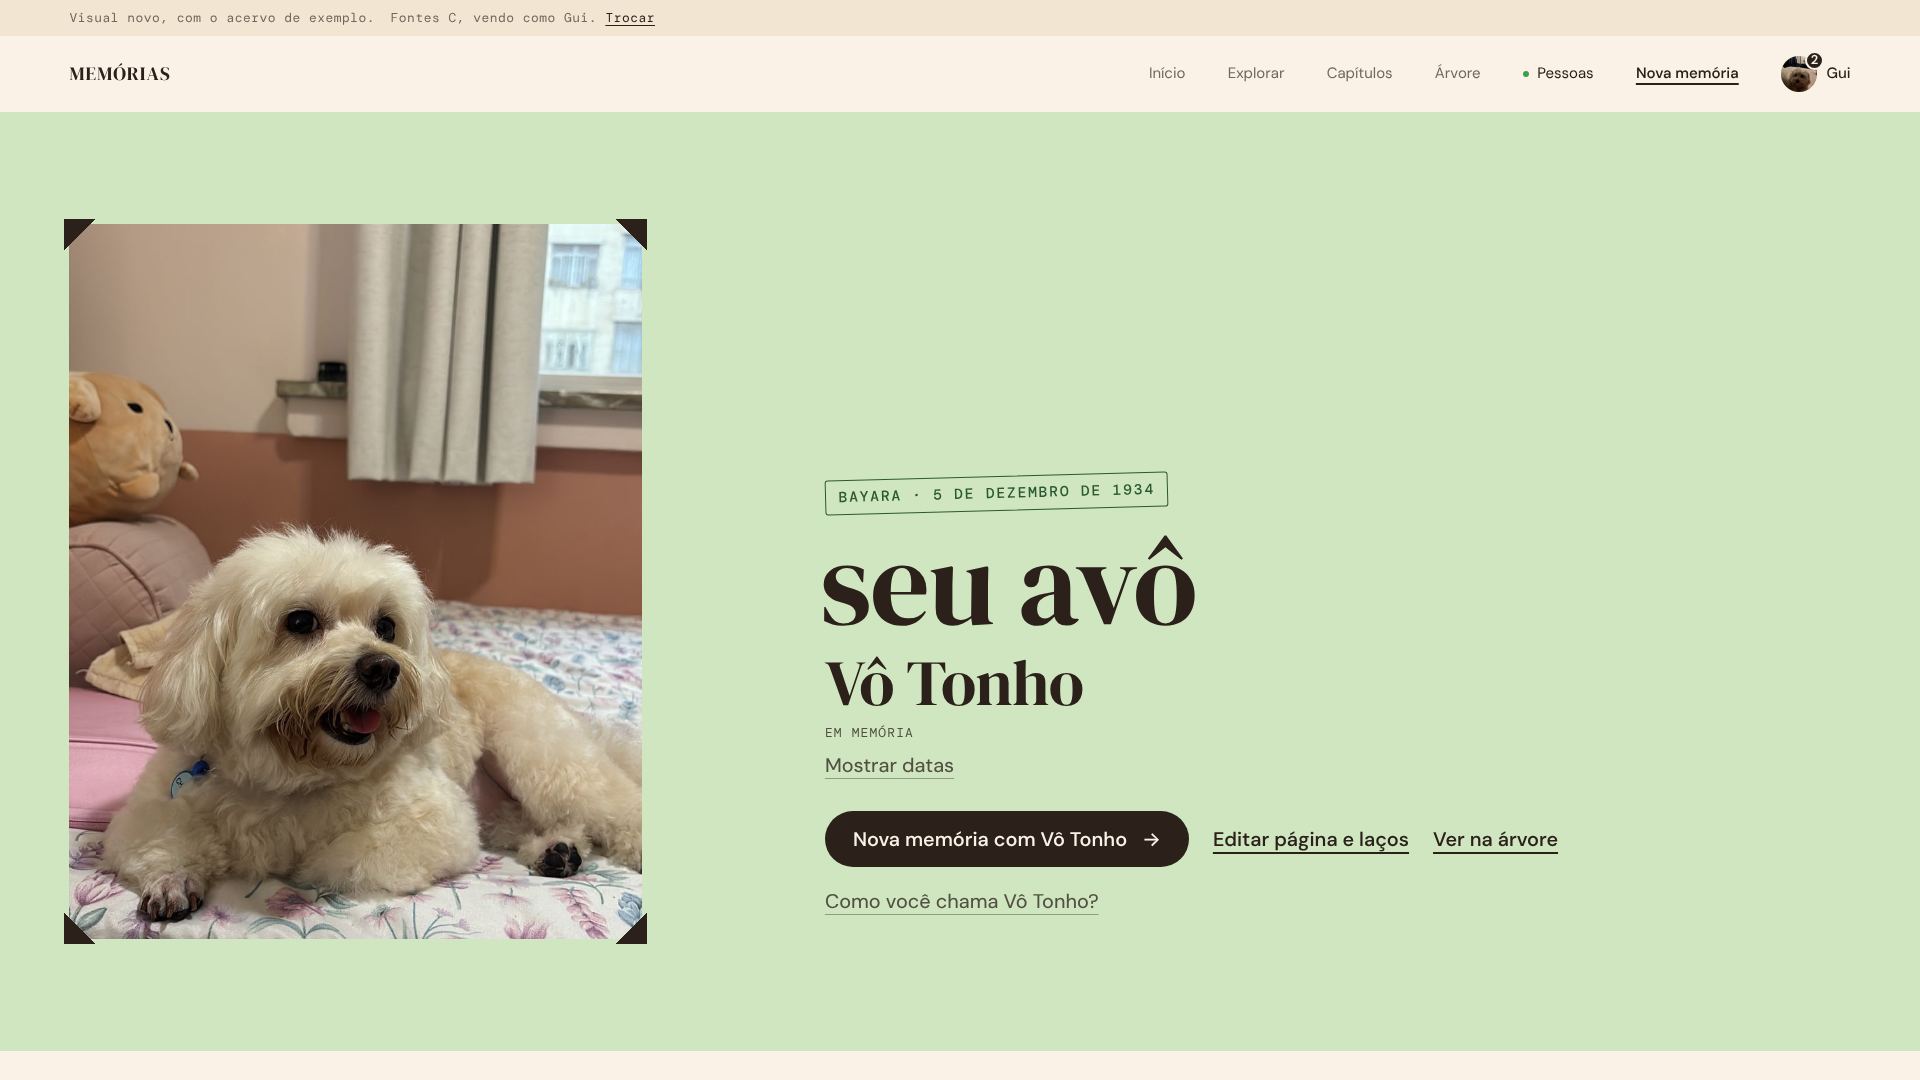 Visual novo, com o acervo de exemplo. Fontes C, vendo como Gui. Trocar
MEMÓRIAS
Início Explorar Capítulos Árvore Pessoas Nova memória 2 Gui
BAYARA · 5 DE DEZEMBRO DE 1934
seu avô
Vô Tonho
EM MEMÓRIA
Mostrar datas
Nova memória com Vô Tonho → Editar página e laços Ver na árvore
Como você chama Vô Tonho?